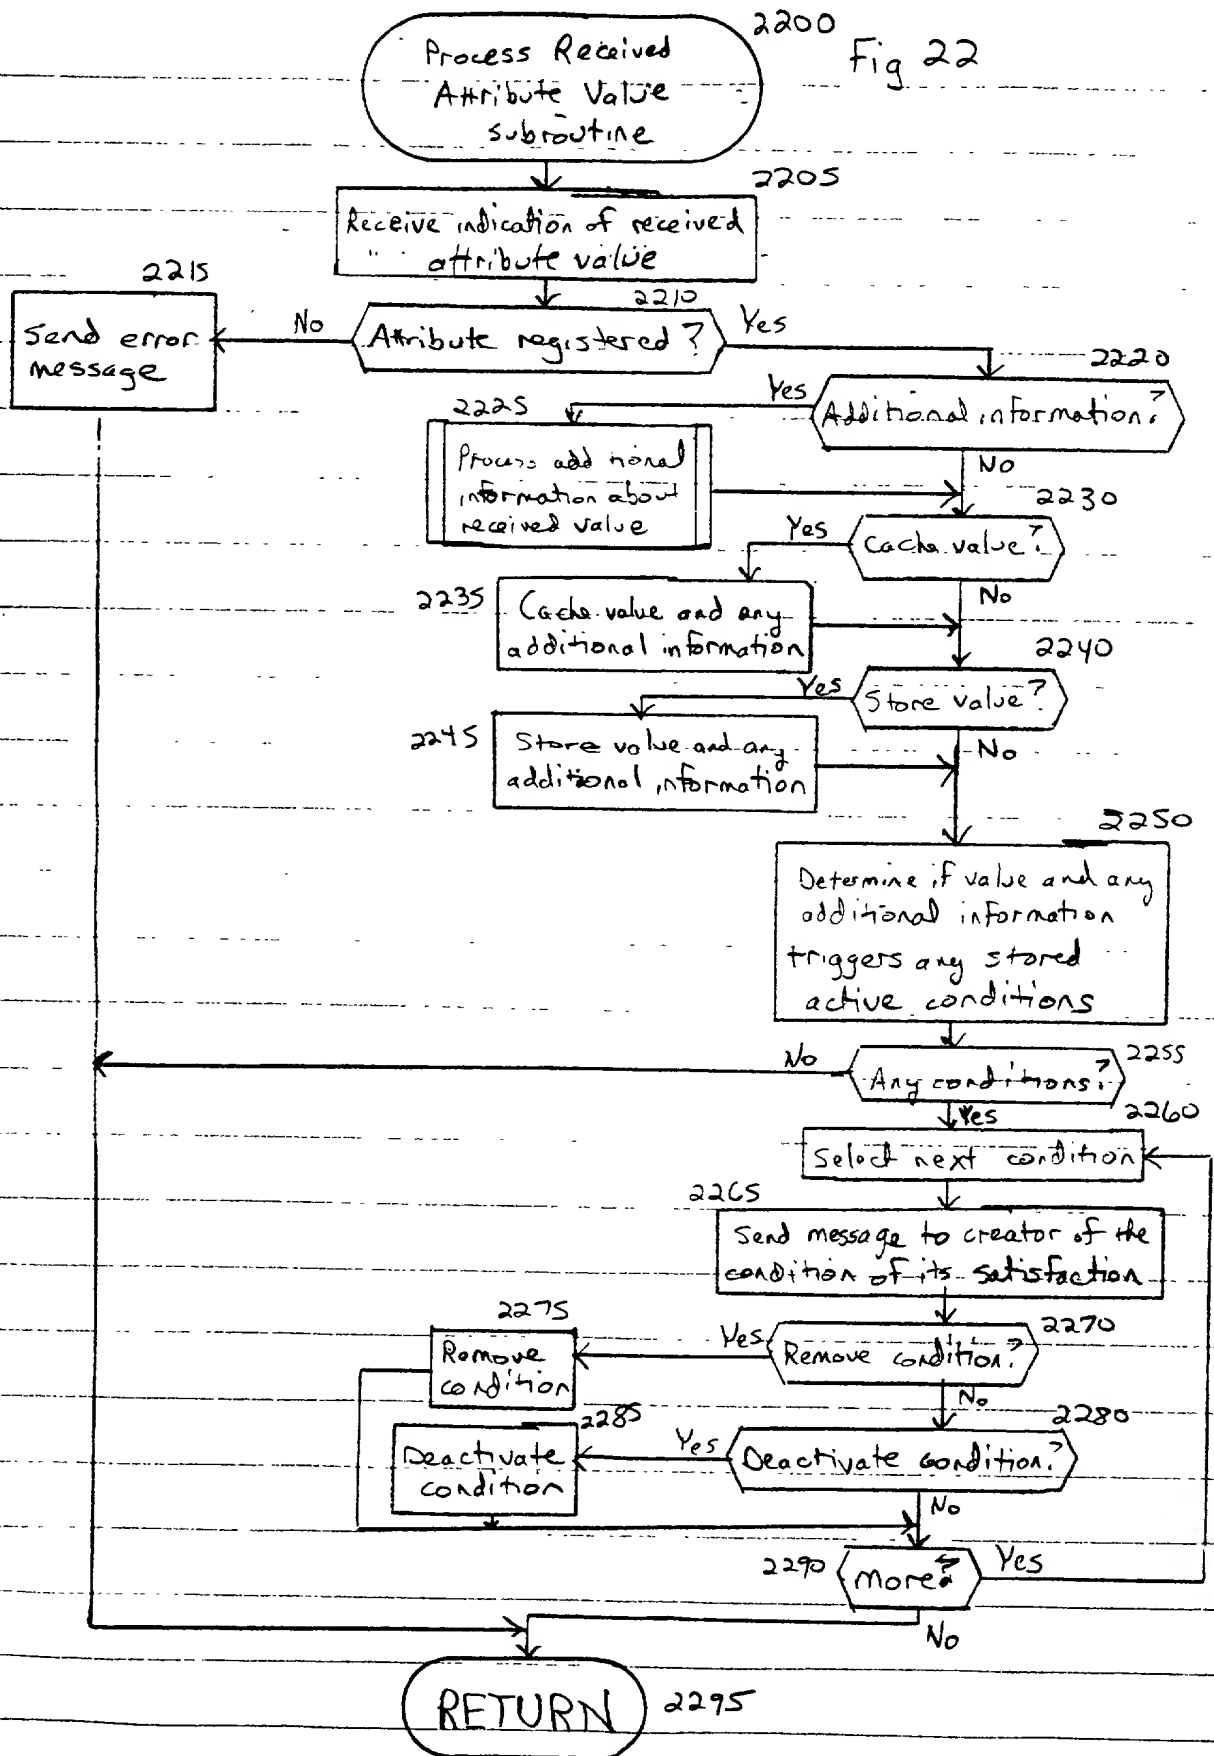 2200
Fig 22
Process Received
Attribute Value
subroutine
2205
Receive indication of received
attribute value
2215
2210
Send error
message
No
Attribute registered?
Yes
2220
Yes
Additional information?
2225
Process additional
information about
received value
No
2230
Yes
Cache value?
2235
Cache value and any
additional information
No
2240
Yes
Store value?
2245
Store value and any
additional information
No
2250
Determine if value and any
additional information
triggers any stored
active conditions
No
Any conditions?
2255
Yes
2260
Select next condition
2265
Send message to creator of the
condition of its satisfaction
2275
2270
Remove
condition
Yes
Remove condition?
No
2285
2280
Deactivate
condition
Yes
Deactivate condition?
No
2290
More?
Yes
No
RETURN
2295